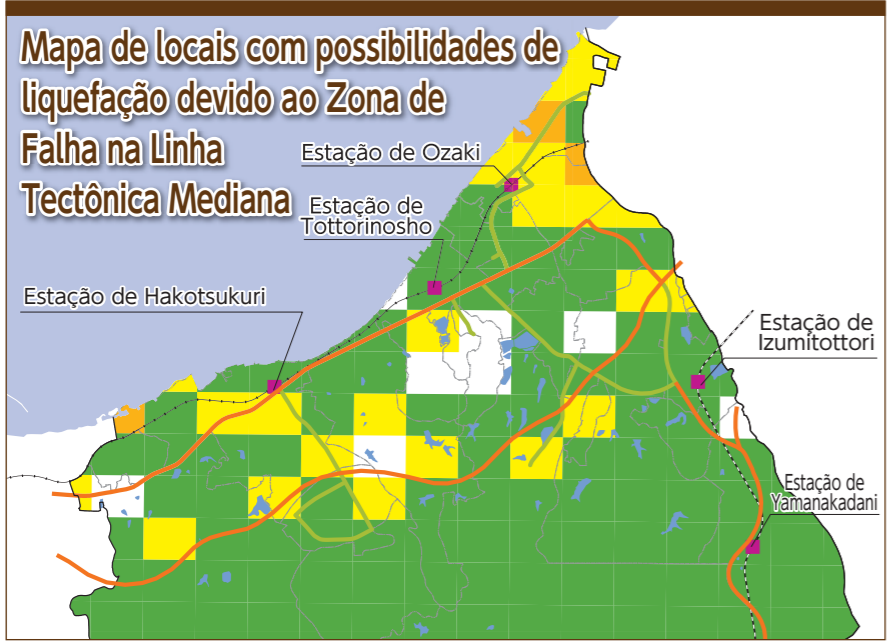 Mapa de locais com possibilidades de
liquefação devido ao Zona de
Falha na Linha
Tectônica Mediana
Estação de Ozaki
Estação de
Tottorinosho
Estação de Hakotsukuri
Estação de
Izumitottori
Estação de
Yamanakadani